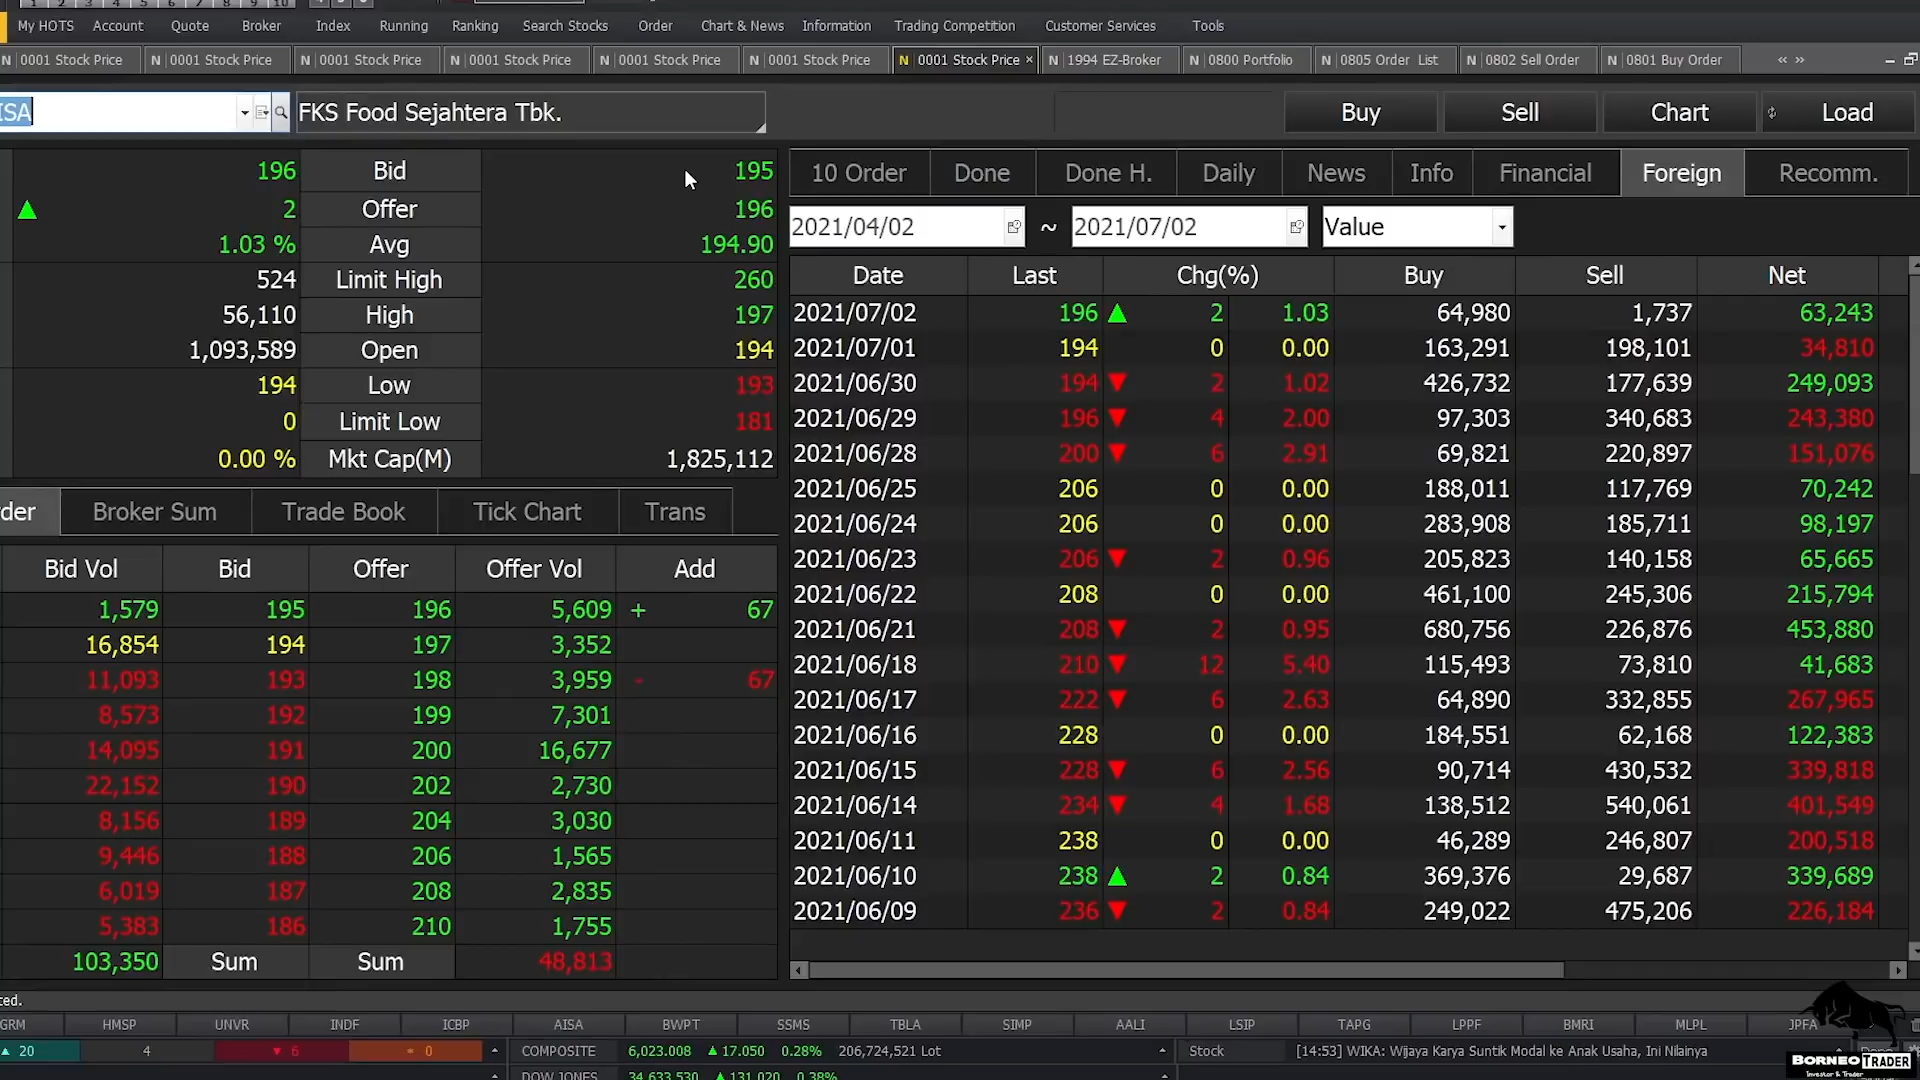 1 2 3 4 5 6 7 8 9 10
My HOTS Account Quote Broker Index Running Ranking Search Stocks Order Chart & News Information Trading Competition Customer Services Tools
N 0001 Stock Price N 0001 Stock Price N 0001 Stock Price N 0001 Stock Price N 0001 Stock Price N 0001 Stock Price N 0001 Stock Price × N 1994 EZ-Broker N 0800 Portfolio N 0805 Order List N 0802 Sell Order N 0801 Buy Order « »
ISA FKS Food Sejahtera Tbk. Buy Sell Chart Load
196 Bid 195
▲ 2 Offer 196
1.03 % Avg 194.90
524 Limit High 260
56,110 High 197
1,093,589 Open 194
194 Low 193
0 Limit Low 181
0.00 % Mkt Cap(M) 1,825,112
der Broker Sum Trade Book Tick Chart Trans
Bid Vol Bid Offer Offer Vol Add
1,579 195 196 5,609 + 67
16,854 194 197 3,352
11,093 193 198 3,959 - 67
8,573 192 199 7,301
14,095 191 200 16,677
22,152 190 202 2,730
8,156 189 204 3,030
9,446 188 206 1,565
6,019 187 208 2,835
5,383 186 210 1,755
103,350 Sum Sum 48,813
10 Order Done Done H. Daily News Info Financial Foreign Recomm.
2021/04/02 ~ 2021/07/02 Value
Date Last Chg(%) Buy Sell Net
2021/07/02 196 ▲ 2 1.03 64,980 1,737 63,243
2021/07/01 194 0 0.00 163,291 198,101 34,810
2021/06/30 194 ▼ 2 1.02 426,732 177,639 249,093
2021/06/29 196 ▼ 4 2.00 97,303 340,683 243,380
2021/06/28 200 ▼ 6 2.91 69,821 220,897 151,076
2021/06/25 206 0 0.00 188,011 117,769 70,242
2021/06/24 206 0 0.00 283,908 185,711 98,197
2021/06/23 206 ▼ 2 0.96 205,823 140,158 65,665
2021/06/22 208 0 0.00 461,100 245,306 215,794
2021/06/21 208 ▼ 2 0.95 680,756 226,876 453,880
2021/06/18 210 ▼ 12 5.40 115,493 73,810 41,683
2021/06/17 222 ▼ 6 2.63 64,890 332,855 267,965
2021/06/16 228 0 0.00 184,551 62,168 122,383
2021/06/15 228 ▼ 6 2.56 90,714 430,532 339,818
2021/06/14 234 ▼ 4 1.68 138,512 540,061 401,549
2021/06/11 238 0 0.00 46,289 246,807 200,518
2021/06/10 238 ▲ 2 0.84 369,376 29,687 339,689
2021/06/09 236 ▼ 2 0.84 249,022 475,206 226,184
ted.
GRM HMSP UNVR INDF ICBP AISA BWPT SSMS TBLA SIMP AALI LSIP TAPG LPPF BMRI MLPL JPFA
▲ 20 4 ▼ 6 0 COMPOSITE 6,023.008 ▲ 17.050 0.28% 206,724,521 Lot Stock [14:53] WIKA: Wijaya Karya Suntik Modal ke Anak Usaha, Ini Nilainya
DOW JONES 34,633.530 ▲ 131.020 0.38%
BORNEO TRADER
Investor & Trader